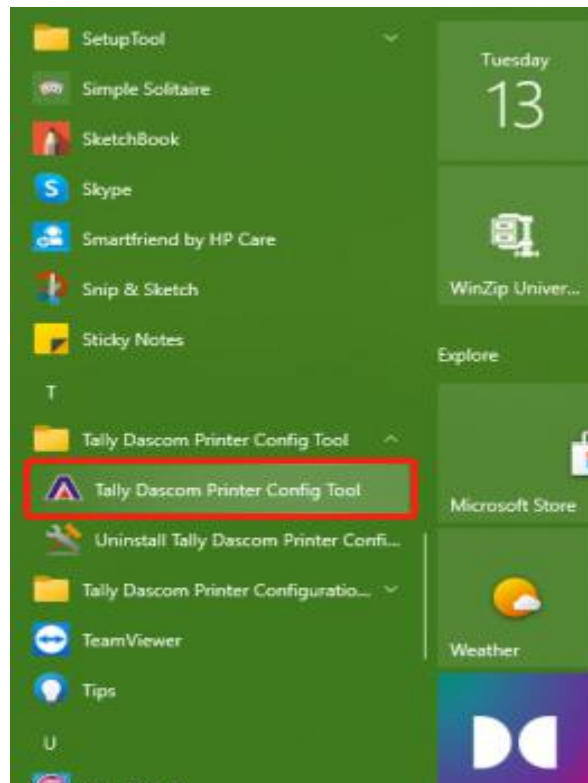 SetupTool
Simple Solitaire
SketchBook
Skype
Smartfriend by HP Care
Snip & Sketch
Sticky Notes
T
Tally Dascom Printer Config Tool
Tally Dascom Printer Config Tool
Uninstall Tally Dascom Printer Confi...
Tally Dascom Printer Configuratio...
TeamViewer
Tips
U
Tuesday
13
WinZip Univer...
Explore
Microsoft Store
Weather